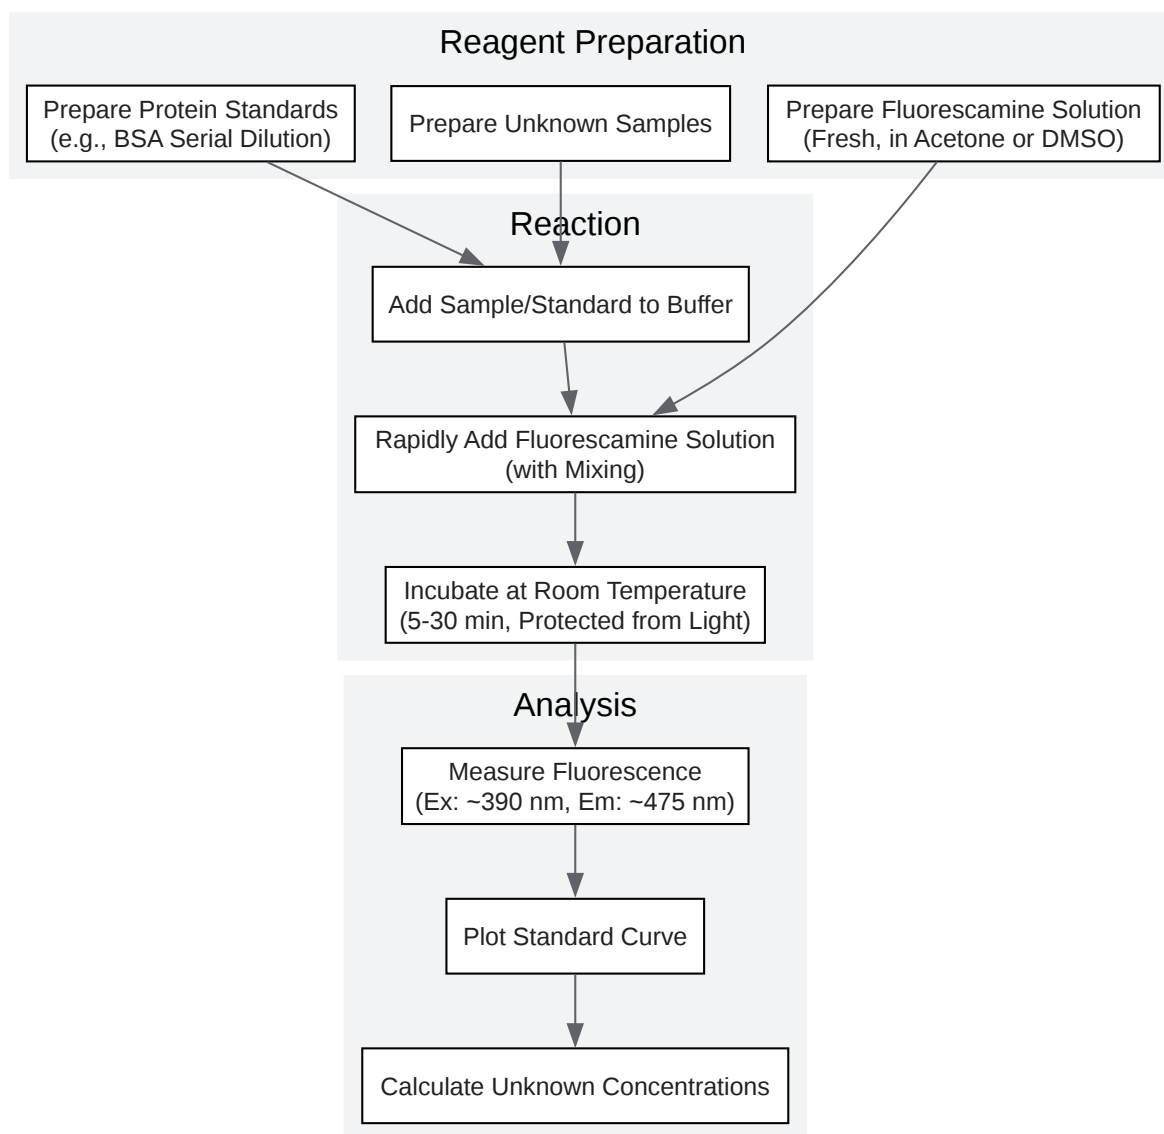 Reagent Preparation
Prepare Protein Standards
(e.g., BSA Serial Dilution)
Prepare Unknown Samples
Prepare Fluorescamine Solution
(Fresh, in Acetone or DMSO)
Reaction
Add Sample/Standard to Buffer
Rapidly Add Fluorescamine Solution
(with Mixing)
Incubate at Room Temperature
(5-30 min, Protected from Light)
Analysis
Measure Fluorescence
(Ex: ~390 nm, Em: ~475 nm)
Plot Standard Curve
Calculate Unknown Concentrations